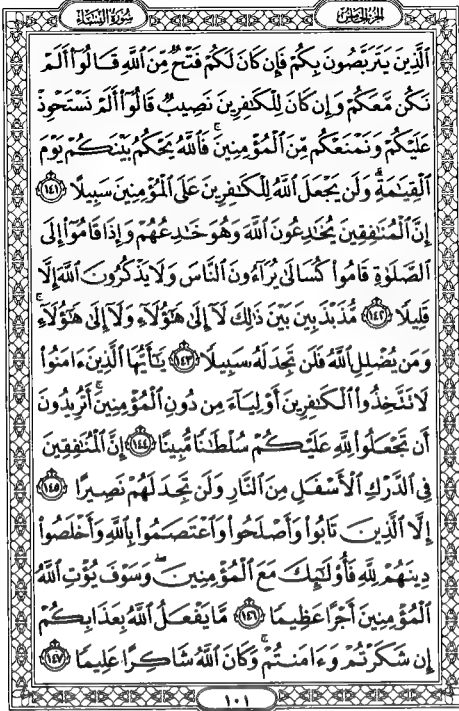 الجزء الخامس
سورة النساء
ٱلَّذِينَ يَتَرَبَّصُونَ بِكُمۡ فَإِن كَانَ لَكُمۡ فَتۡحٞ مِّنَ ٱللَّهِ قَالُوٓاْ أَلَمۡ
نَكُن مَّعَكُمۡ وَإِن كَانَ لِلۡكَٰفِرِينَ نَصِيبٞ قَالُوٓاْ أَلَمۡ نَسۡتَحۡوِذۡ
عَلَيۡكُمۡ وَنَمۡنَعۡكُم مِّنَ ٱلۡمُؤۡمِنِينَۚ فَٱللَّهُ يَحۡكُمُ بَيۡنَكُمۡ يَوۡمَ
ٱلۡقِيَٰمَةِۗ وَلَن يَجۡعَلَ ٱللَّهُ لِلۡكَٰفِرِينَ عَلَى ٱلۡمُؤۡمِنِينَ سَبِيلًا ١٤١
إِنَّ ٱلۡمُنَٰفِقِينَ يُخَٰدِعُونَ ٱللَّهَ وَهُوَ خَٰدِعُهُمۡ وَإِذَا قَامُوٓاْ إِلَى
ٱلصَّلَوٰةِ قَامُواْ كُسَالَىٰ يُرَآءُونَ ٱلنَّاسَ وَلَا يَذۡكُرُونَ ٱللَّهَ إِلَّا
قَلِيلٗا ١٤٢ مُّذَبۡذَبِينَ بَيۡنَ ذَٰلِكَ لَآ إِلَىٰ هَٰٓؤُلَآءِ وَلَآ إِلَىٰ هَٰٓؤُلَآءِۚ
وَمَن يُضۡلِلِ ٱللَّهُ فَلَن تَجِدَ لَهُۥ سَبِيلٗا ١٤٣ يَٰٓأَيُّهَا ٱلَّذِينَ ءَامَنُواْ
لَا تَتَّخِذُواْ ٱلۡكَٰفِرِينَ أَوۡلِيَآءَ مِن دُونِ ٱلۡمُؤۡمِنِينَۚ أَتُرِيدُونَ
أَن تَجۡعَلُواْ لِلَّهِ عَلَيۡكُمۡ سُلۡطَٰنٗا مُّبِينًا ١٤٤ إِنَّ ٱلۡمُنَٰفِقِينَ
فِي ٱلدَّرۡكِ ٱلۡأَسۡفَلِ مِنَ ٱلنَّارِ وَلَن تَجِدَ لَهُمۡ نَصِيرًا ١٤٥
إِلَّا ٱلَّذِينَ تَابُواْ وَأَصۡلَحُواْ وَٱعۡتَصَمُواْ بِٱللَّهِ وَأَخۡلَصُواْ
دِينَهُمۡ لِلَّهِ فَأُوْلَٰٓئِكَ مَعَ ٱلۡمُؤۡمِنِينَۖ وَسَوۡفَ يُؤۡتِ ٱللَّهُ
ٱلۡمُؤۡمِنِينَ أَجۡرًا عَظِيمٗا ١٤٦ مَّا يَفۡعَلُ ٱللَّهُ بِعَذَابِكُمۡ
إِن شَكَرۡتُمۡ وَءَامَنتُمۡۚ وَكَانَ ٱللَّهُ شَاكِرًا عَلِيمٗا ١٤٧
١٠١